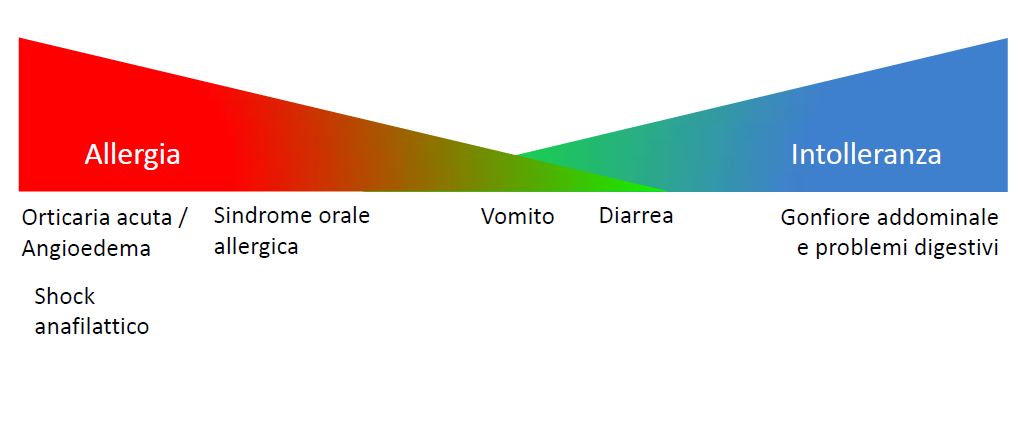 Allergia
Intolleranza
Orticaria acuta /
Angioedema
Shock
anafilattico
Sindrome orale
allergica
Vomito
Diarrea
Gonfiore addominale
e problemi digestivi